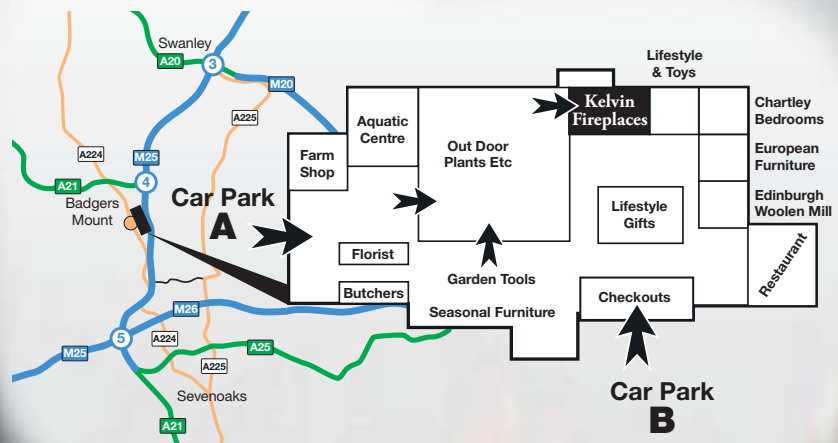 Swanley
A20
3
M20
A225
A224
M25
A21
4
Badgers
Mount
M26
5
M25
A224
A225
A25
Sevenoaks
A21
Car Park
A
Farm
Shop
Aquatic
Centre
Out Door
Plants Etc
Kelvin
Fireplaces
Lifestyle
& Toys
Chartley
Bedrooms
European
Furniture
Edinburgh
Woolen Mill
Lifestyle
Gifts
Restaurant
Florist
Butchers
Garden Tools
Seasonal Furniture
Checkouts
Car Park
B